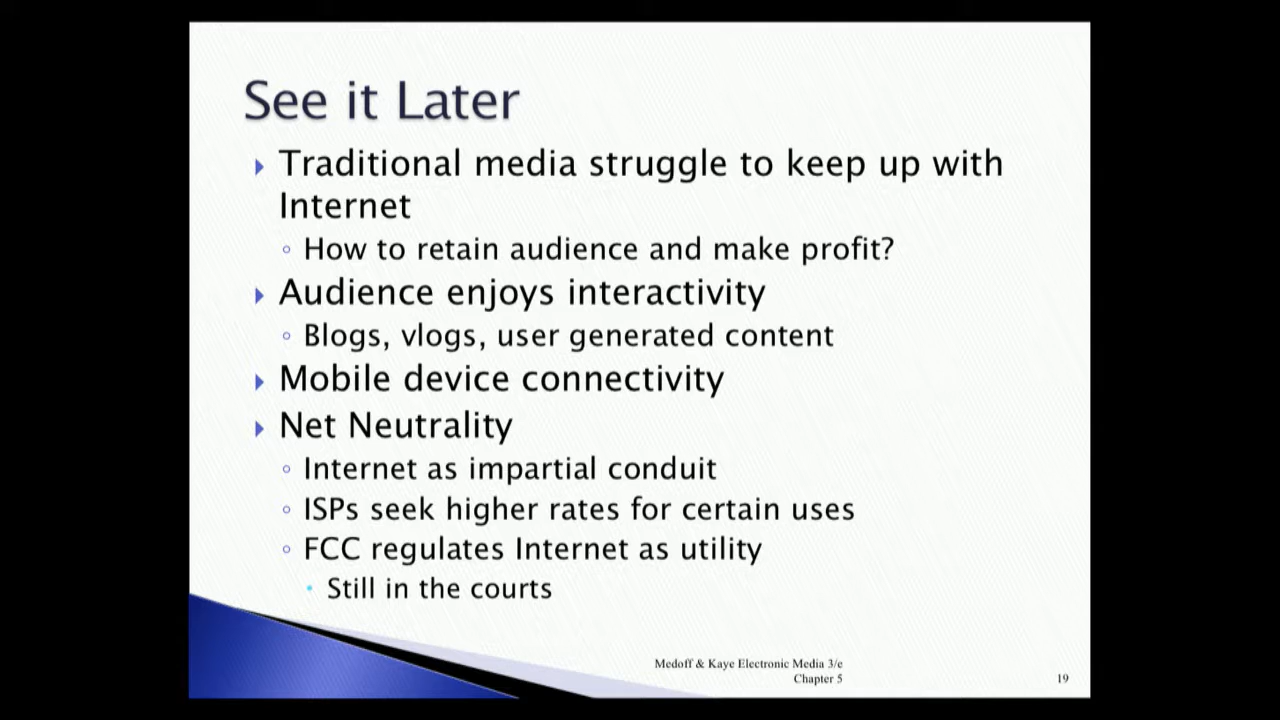 See it Later
Traditional media struggle to keep up with
Internet
How to retain audience and make profit?
Audience enjoys interactivity
Blogs, vlogs, user generated content
Mobile device connectivity
Net Neutrality
Internet as impartial conduit
ISPs seek higher rates for certain uses
FCC regulates Internet as utility
Still in the courts
Medoff & Kaye Electronic Media 3/e
Chapter 5
19